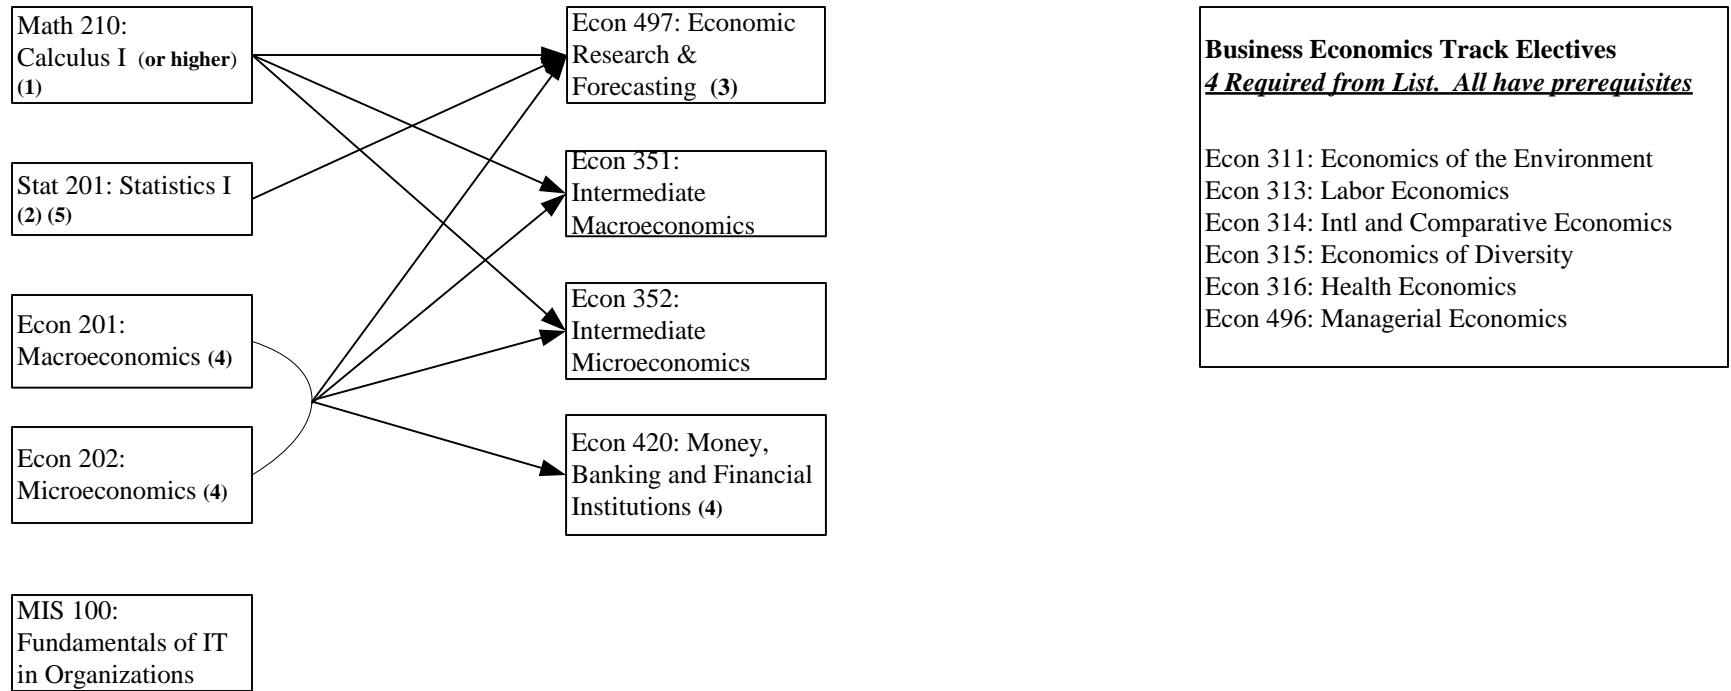 Math 210:
Calculus I (or higher)
(1)
Stat 201: Statistics I
(2) (5)
Econ 201:
Macroeconomics (4)
Econ 202:
Microeconomics (4)
MIS 100:
Fundamentals of IT
in Organizations
Econ 497: Economic
Research &
Forecasting (3)
Econ 351:
Intermediate
Macroeconomics
Econ 352:
Intermediate
Microeconomics
Econ 420: Money,
Banking and Financial
Institutions (4)
Business Economics Track Electives
4 Required from List. All have prerequisites
Econ 311: Economics of the Environment
Econ 313: Labor Economics
Econ 314: Intl and Comparative Economics
Econ 315: Economics of Diversity
Econ 316: Health Economics
Econ 496: Managerial Economics